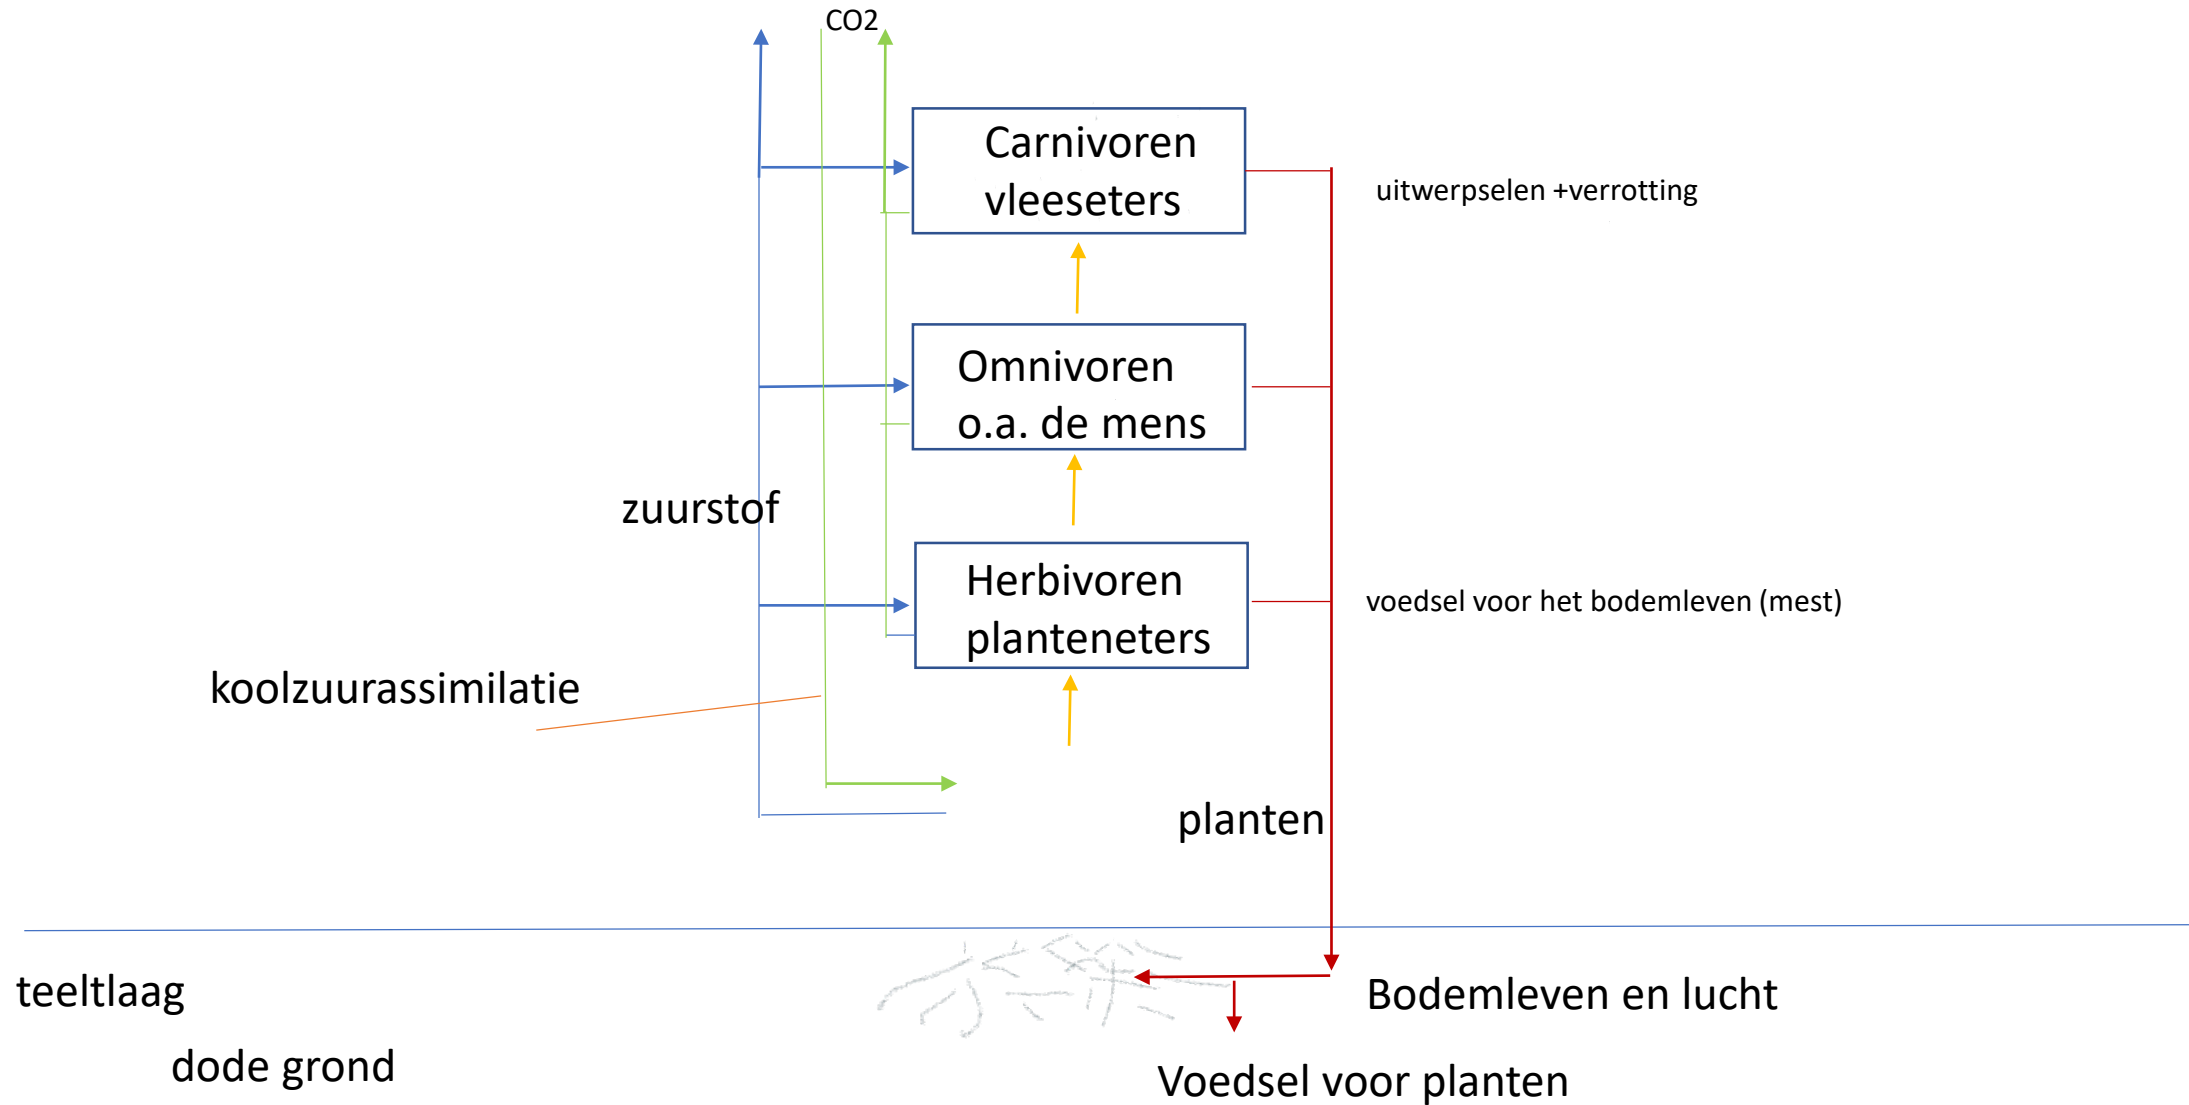 CO2
Carnivoren
vleeseters
uitwerpselen +verrotting
Omnivoren
o.a. de mens
zuurstof
Herbivoren
planteneters
voedsel voor het bodemleven (mest)
koolzuurassimilatie
planten
teeltlaag
Bodemleven en lucht
dode grond
Voedsel voor planten